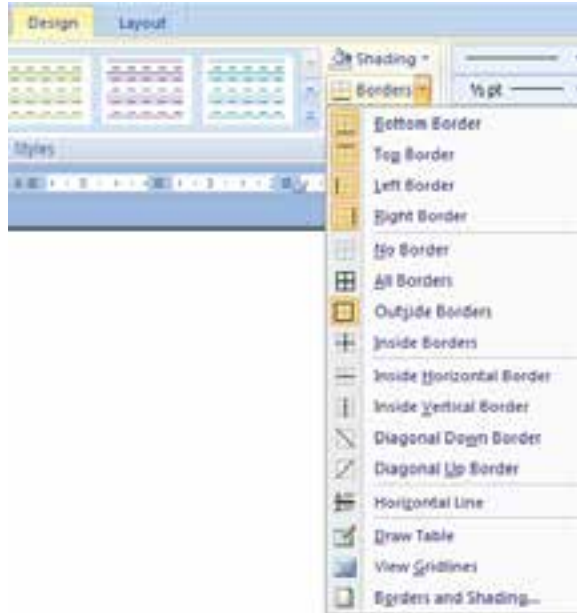 Design Layout
Shading
Borders ½ pt
Styles
Bottom Border
Top Border
Left Border
Right Border
No Border
All Borders
Outside Borders
Inside Borders
Inside Horizontal Border
Inside Vertical Border
Diagonal Down Border
Diagonal Up Border
Horizontal Line
Draw Table
View Gridlines
Borders and Shading...